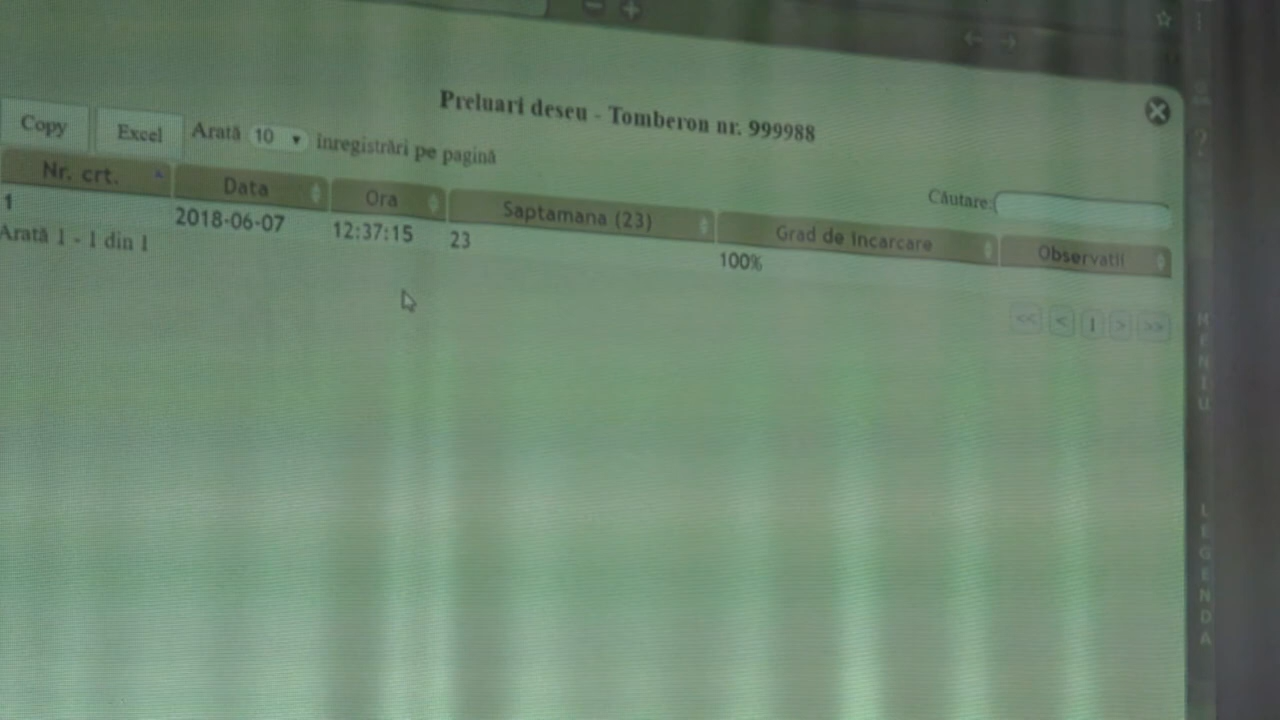 Preluari deseu - Tomberon nr. 999988
Copy Excel Arată 10 înregistrări pe pagină
Căutare:
Nr. crt. Data Ora Saptamana (23) Grad de incarcare Observatii
1 2018-06-07 12:37:15 23 100%
Arată 1 - 1 din 1
<< < 1 > >>
MENIU
LEGENDA